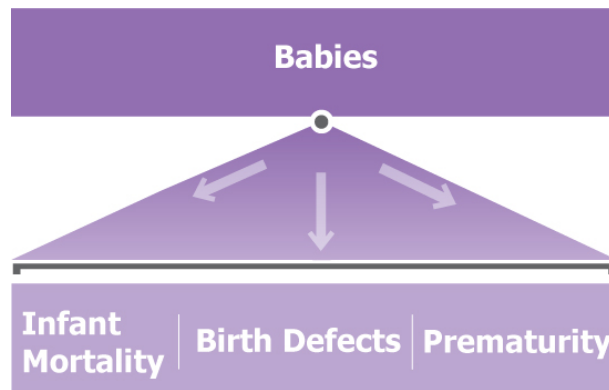 Babies
Infant
Mortality
Birth Defects
Prematurity